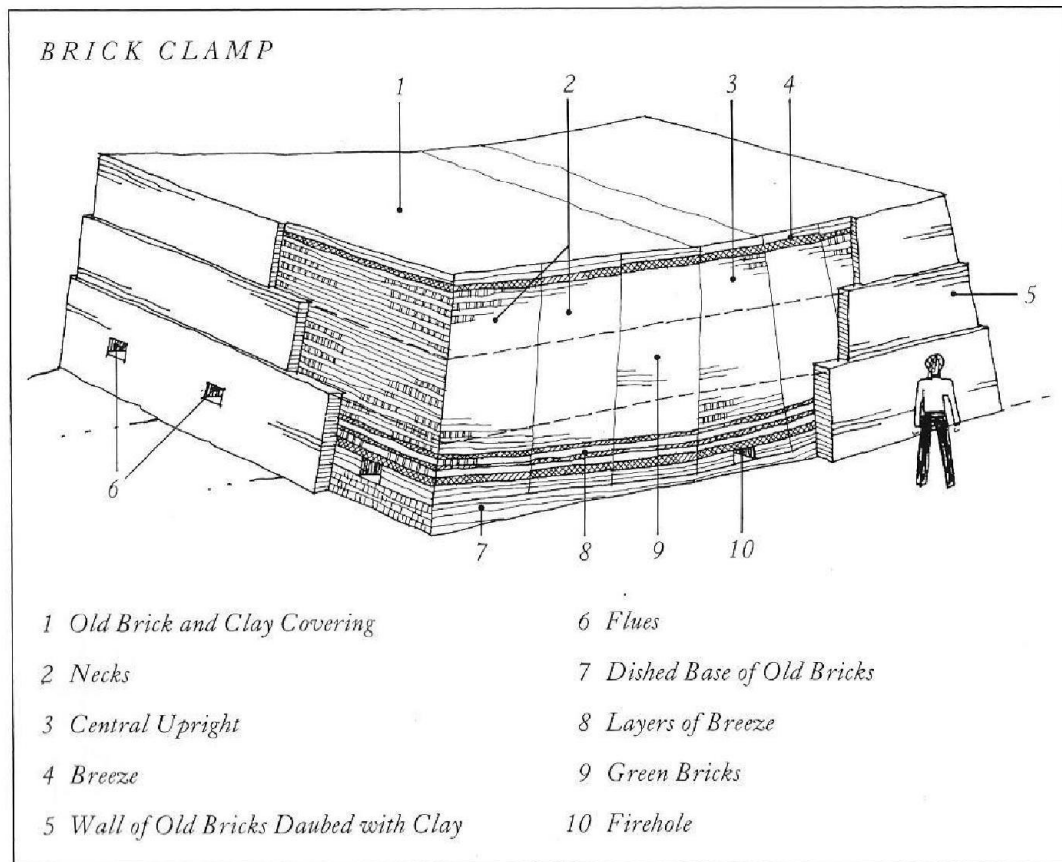 BRICK CLAMP
1 2 3 4
5
6
7 8 9 10
1 Old Brick and Clay Covering
2 Necks
3 Central Upright
4 Breeze
5 Wall of Old Bricks Daubed with Clay
6 Flues
7 Dished Base of Old Bricks
8 Layers of Breeze
9 Green Bricks
10 Firehole